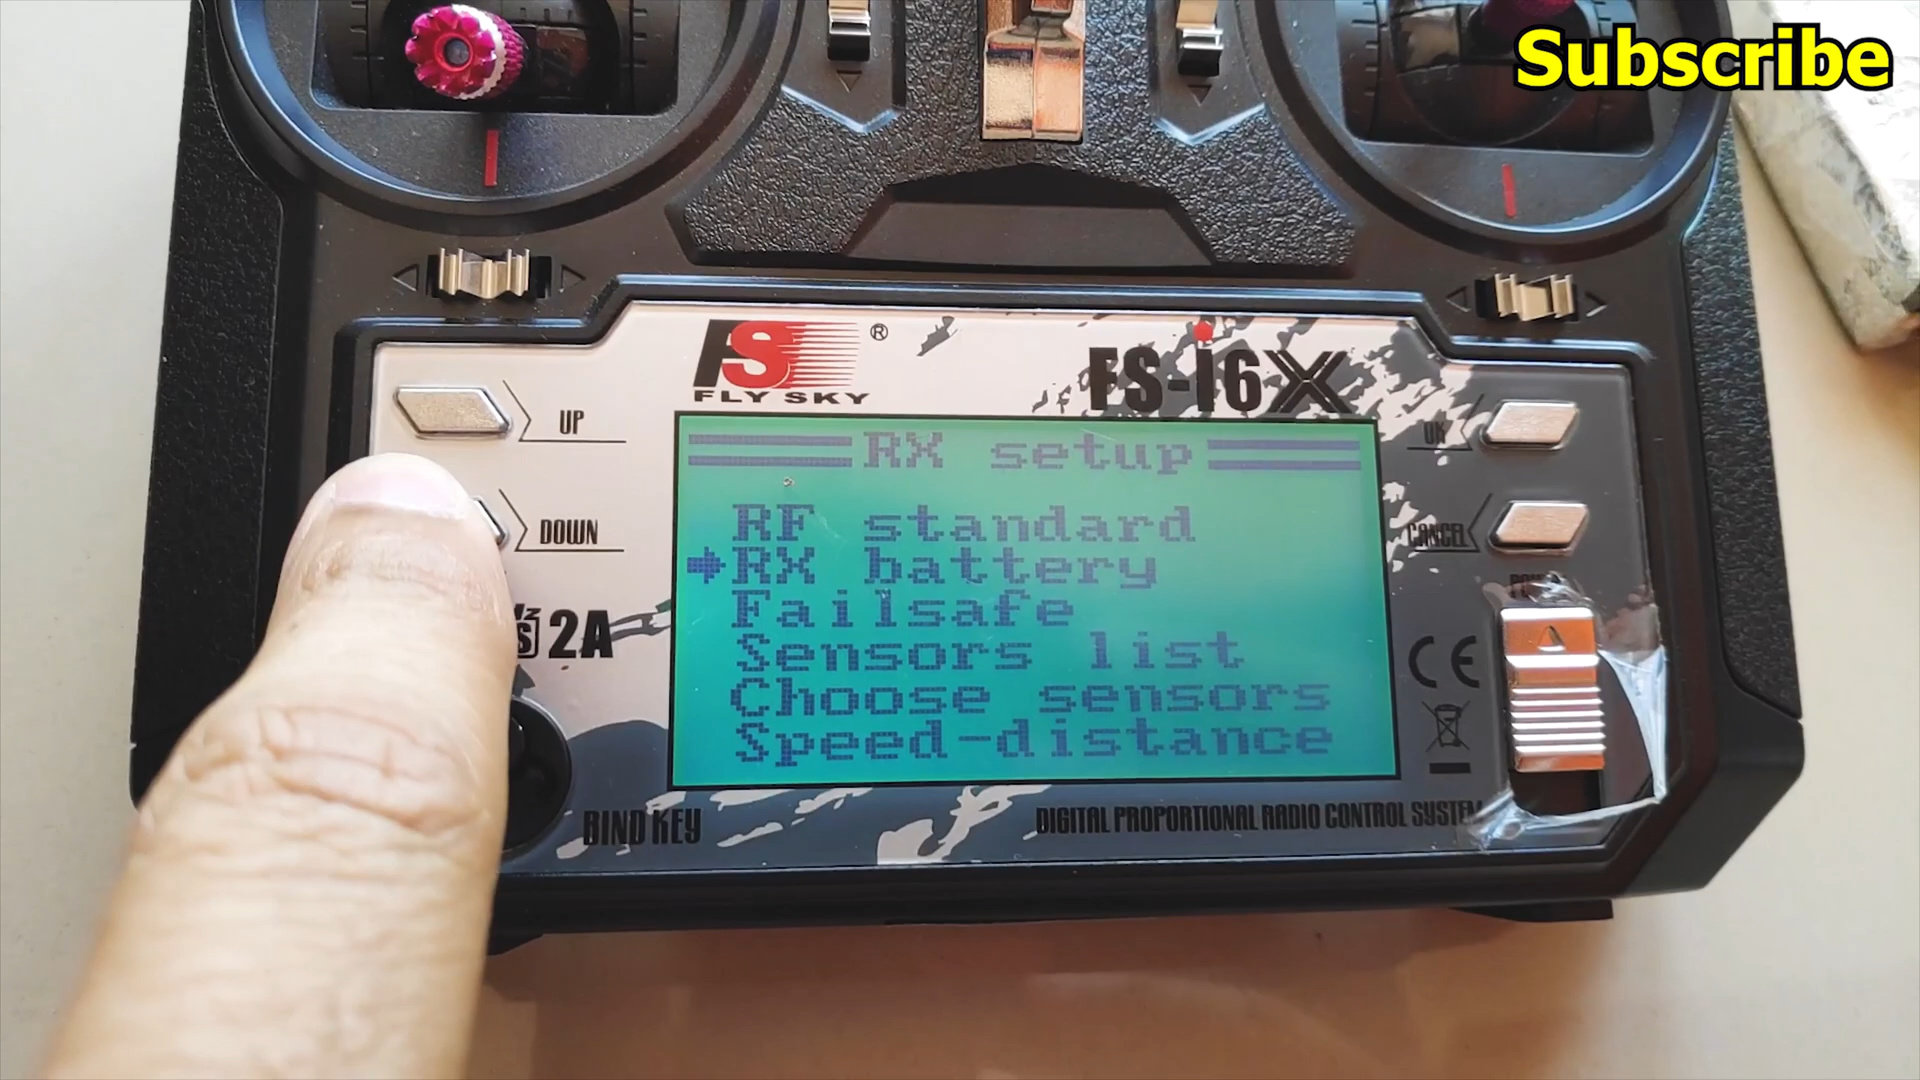 Subscribe
FS ®
FLY SKY
FS-i6X
UP
OK
RX setup
RF standard
DOWN
CANCEL
RX battery
Failsafe
2A
Sensors list
CE
Choose sensors
Speed-distance
BIND KEY
DIGITAL PROPORTIONAL RADIO CONTROL SYSTEM